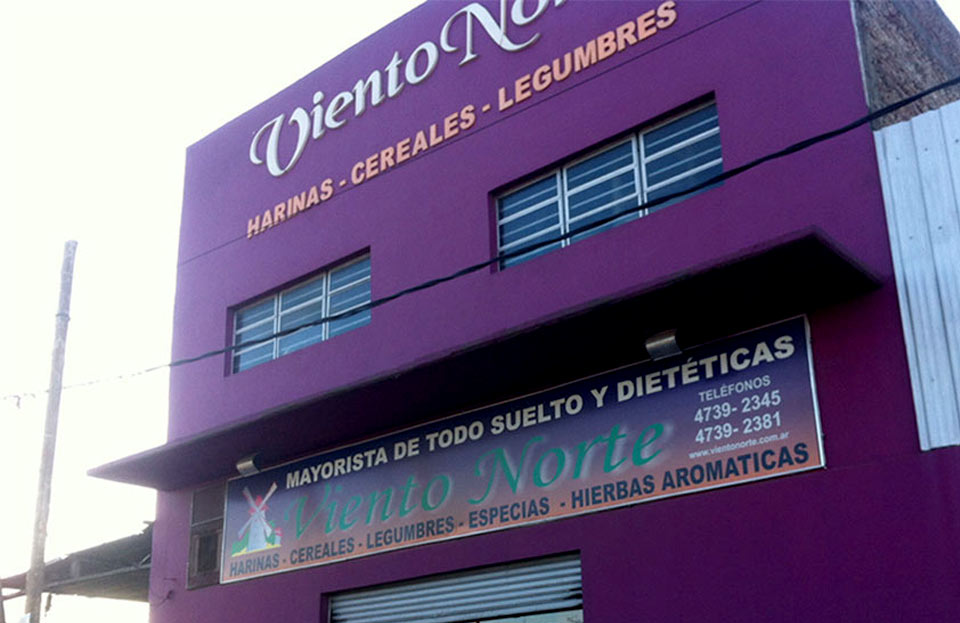 Viento Nor
HARINAS - CEREALES - LEGUMBRES
MAYORISTA DE TODO SUELTO Y DIETÉTICAS
Viento Norte
TELÉFONOS
4739- 2345
4739- 2381
www.vientonorte.com.ar
HARINAS - CEREALES - LEGUMBRES - ESPECIAS - HIERBAS AROMATICAS